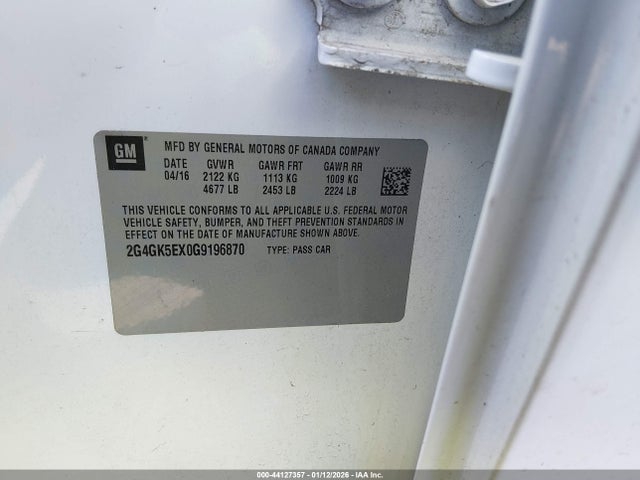 GM
MFD BY GENERAL MOTORS OF CANADA COMPANY
DATE GVWR GAWR FRT GAWR RR
04/16 2122 KG 1113 KG 1009 KG
4677 LB 2453 LB 2224 LB
THIS VEHICLE CONFORMS TO ALL APPLICABLE U.S. FEDERAL MOTOR
VEHICLE SAFETY, BUMPER, AND THEFT PREVENTION STANDARDS IN
EFFECT ON THE DATE OF MANUFACTURE SHOWN ABOVE.
2G4GK5EX0G9196870 TYPE: PASS CAR
000-44127357 - 01/12/2026 - IAA Inc.